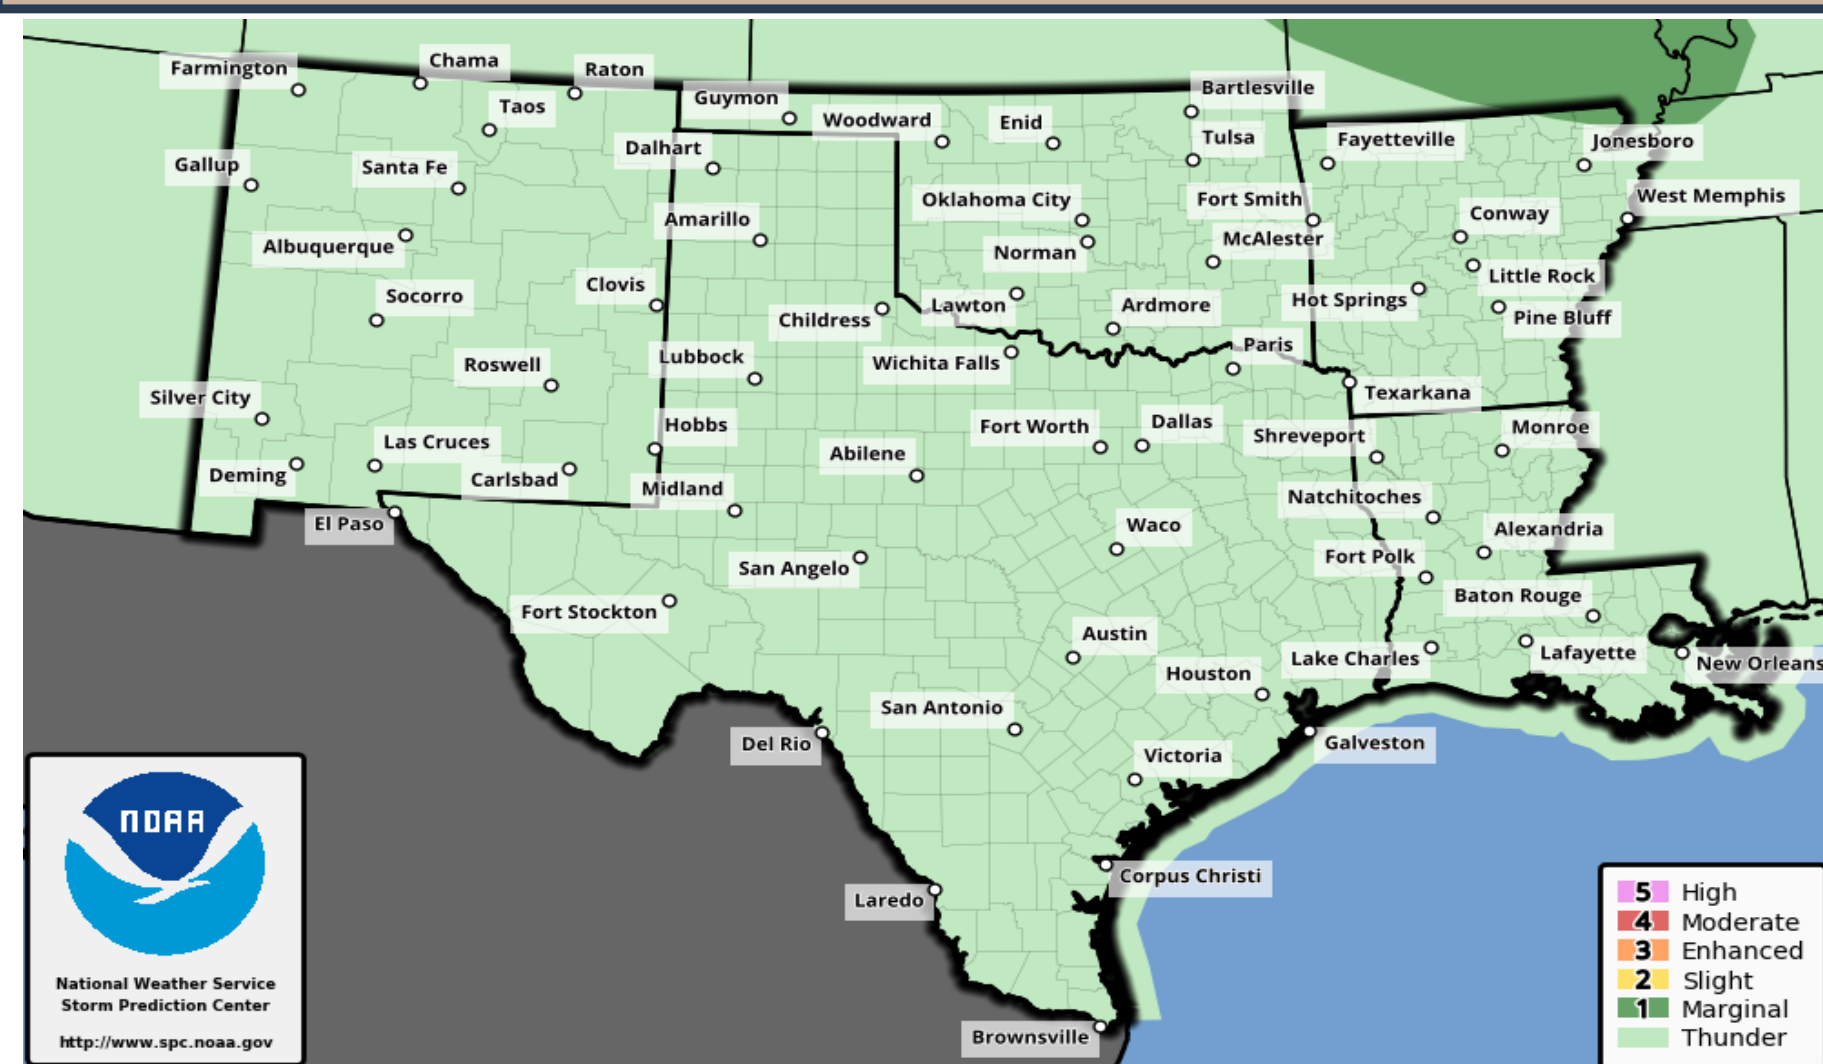 Farmington
Chama
Raton
Taos
Guymon
Woodward
Enid
Bartlesville
Tulsa
Fayetteville
Jonesboro
Gallup
Santa Fe
Dalhart
Oklahoma City
Fort Smith
Conway
West Memphis
Albuquerque
Amarillo
Norman
McAlester
Little Rock
Socorro
Clovis
Childress
Lawton
Ardmore
Hot Springs
Pine Bluff
Roswell
Lubbock
Wichita Falls
Paris
Texarkana
Silver City
Las Cruces
Hobbs
Abilene
Fort Worth
Dallas
Shreveport
Monroe
Deming
Carlsbad
Midland
Natchitoches
El Paso
San Angelo
Waco
Fort Polk
Alexandria
Fort Stockton
Austin
Baton Rouge
Houston
Lake Charles
Lafayette
New Orleans
Del Rio
San Antonio
Victoria
Galveston
Laredo
Corpus Christi
Brownsville
NOAA
National Weather Service
Storm Prediction Center
http://www.spc.noaa.gov
5 High
4 Moderate
3 Enhanced
2 Slight
1 Marginal
Thunder